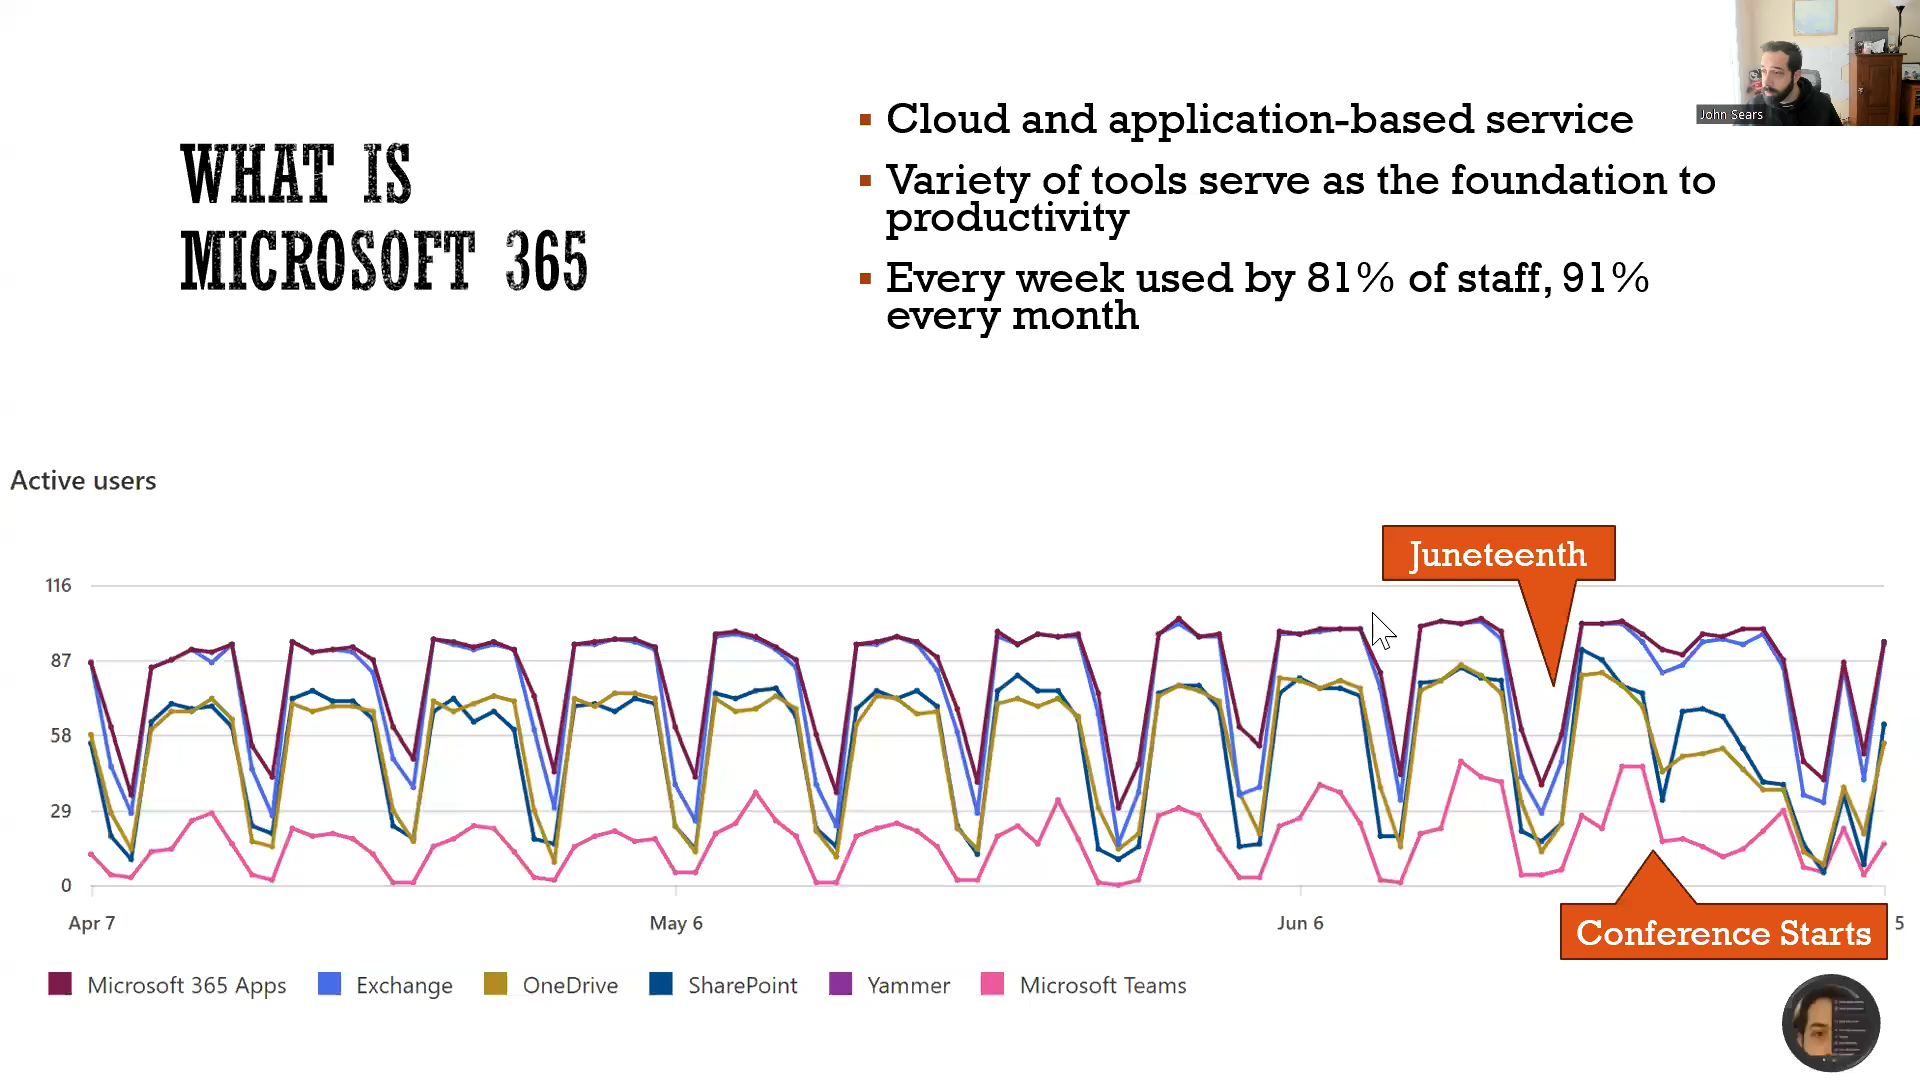 WHAT IS
MICROSOFT 365
Cloud and application-based service
Variety of tools serve as the foundation to
productivity
Every week used by 81% of staff, 91%
every month
John Sears
Active users
Juneteenth
116
87
58
29
0
Apr 7
May 6
Jun 6
5
Conference Starts
Microsoft 365 Apps
Exchange
OneDrive
SharePoint
Yammer
Microsoft Teams